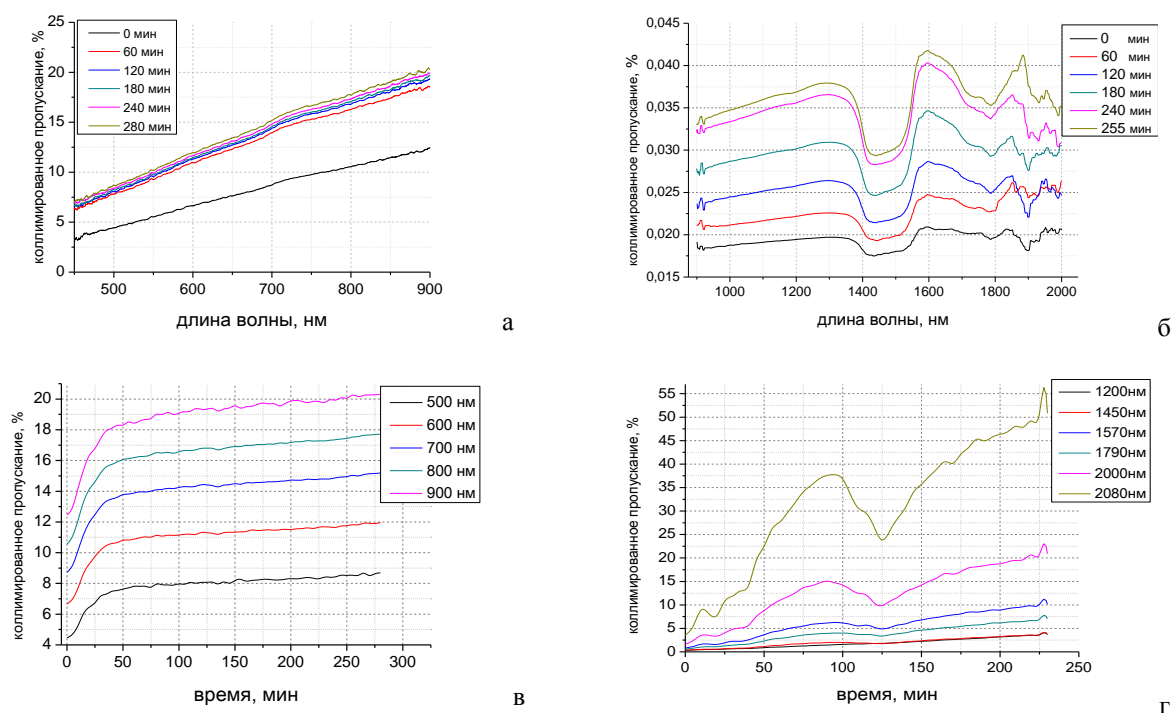 коллимированное пропускание, %
25
20
15
10
5
0
0 мин
60 мин
120 мин
180 мин
240 мин
280 мин
500 600 700 800 900
длина волны, нм
а
коллимированное пропускание, %
0,045
0,040
0,035
0,030
0,025
0,020
0,015
0 мин
60 мин
120 мин
180 мин
240 мин
255 мин
1000 1200 1400 1600 1800 2000
длина волны, нм
б
коллимированное пропускание, %
20
18
16
14
12
10
8
6
4
500 нм
600 нм
700 нм
800 нм
900 нм
0 50 100 150 200 250 300
время, мин
в
коллимированное пропускание, %
55
50
45
40
35
30
25
20
15
10
5
0
1200нм
1450нм
1570нм
1790нм
2000нм
2080нм
0 50 100 150 200 250
время, мин
г